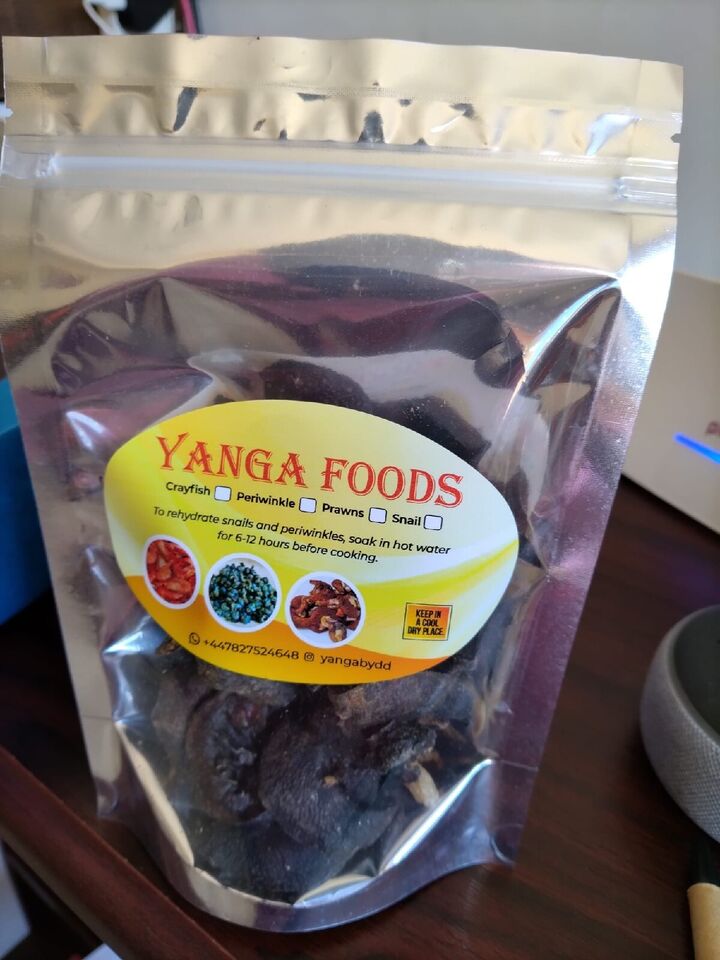 YANGA FOODS
Crayfish Periwinkle Prawns Snail
To rehydrate snails and periwinkles, soak in hot water
for 6-12 hours before cooking.
KEEP IN
A COOL
DRY PLACE
+447827524648 yangabydd